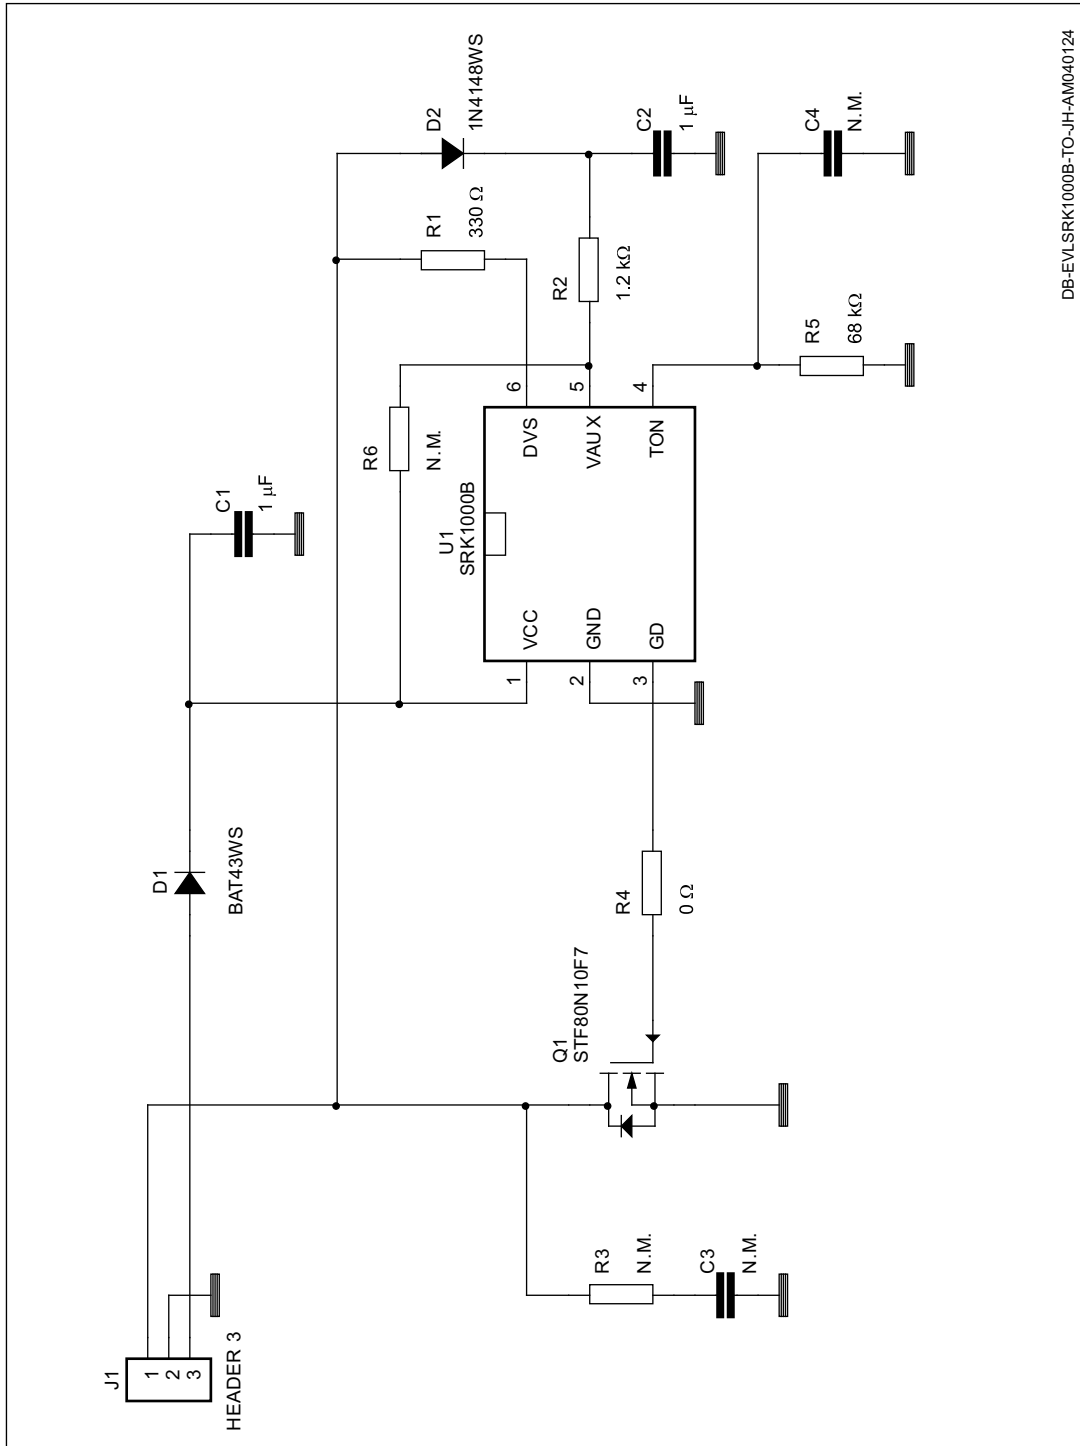 J1
1
2
3
HEADER 3
D1
BAT43WS
C1
1 μF
R3
N.M.
C3
N.M.
Q1
STF80N10F7
R4
0 Ω
U1
SRK1000B
1
VCC
2
GND
3
GD
6
DVS
5
VAUX
4
TON
R6
N.M.
R1
330 Ω
D2
1N4148WS
R2
1.2 kΩ
C2
1 μF
R5
68 kΩ
C4
N.M.
DB-EVLSRK1000B-TO-JH-AM040124